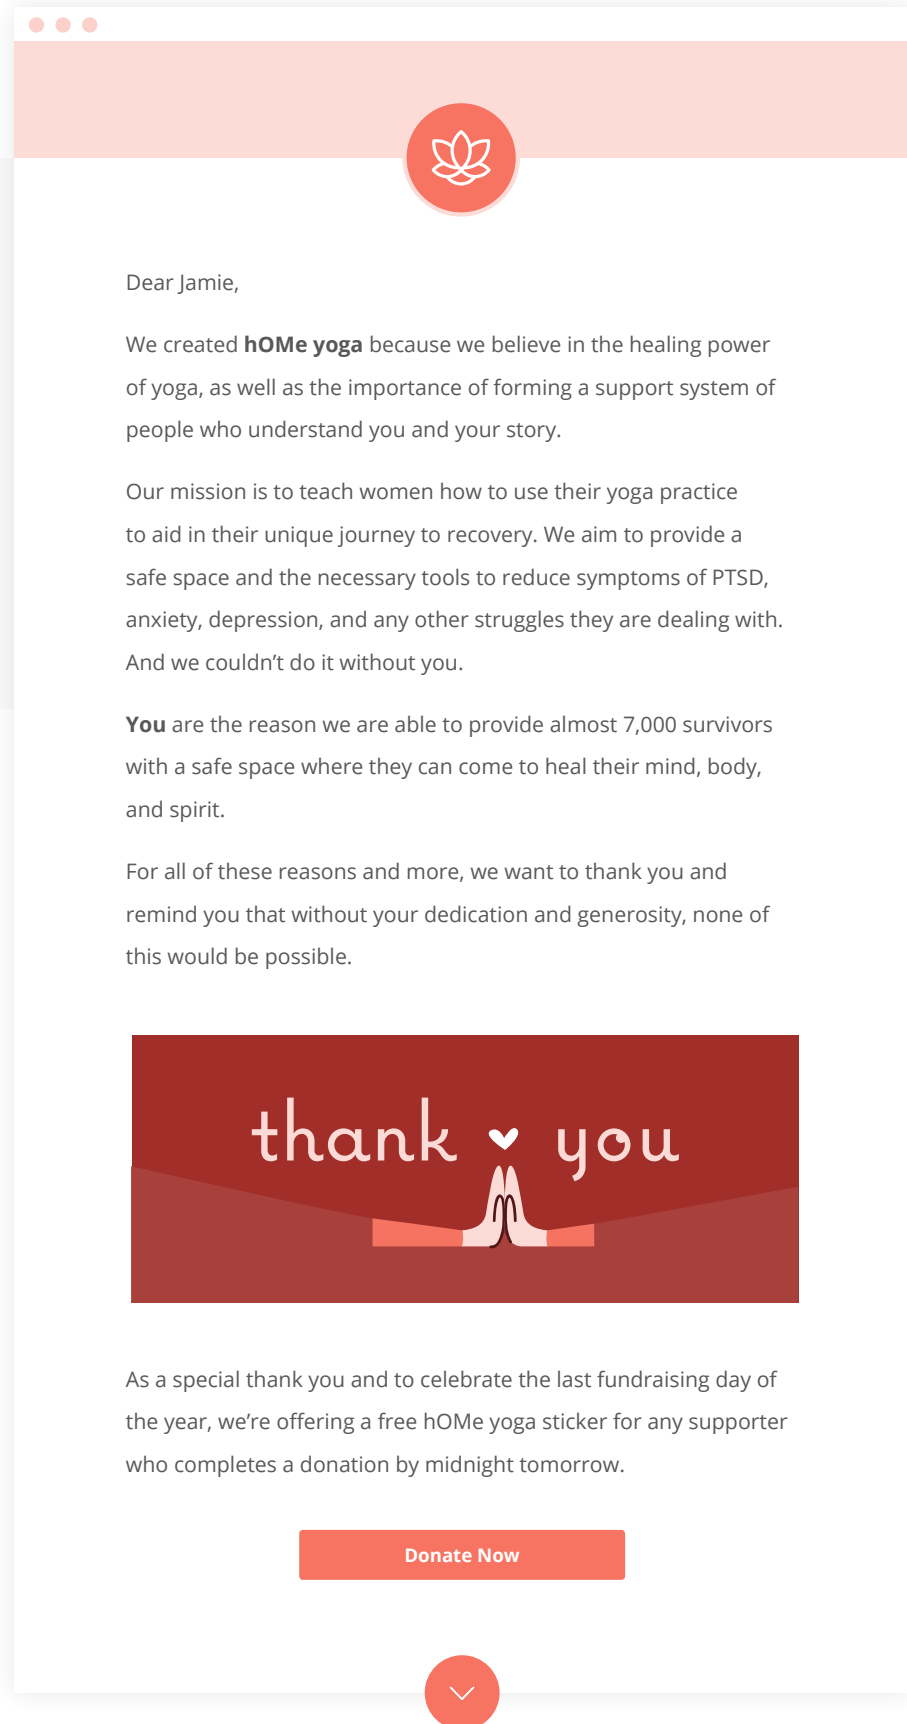 Dear Jamie,
We created hOMe yoga because we believe in the healing power
of yoga, as well as the importance of forming a support system of
people who understand you and your story.
Our mission is to teach women how to use their yoga practice
to aid in their unique journey to recovery. We aim to provide a
safe space and the necessary tools to reduce symptoms of PTSD,
anxiety, depression, and any other struggles they are dealing with.
And we couldn’t do it without you.
You are the reason we are able to provide almost 7,000 survivors
with a safe space where they can come to heal their mind, body,
and spirit.
For all of these reasons and more, we want to thank you and
remind you that without your dedication and generosity, none of
this would be possible.
thank you
As a special thank you and to celebrate the last fundraising day of
the year, we’re offering a free hOMe yoga sticker for any supporter
who completes a donation by midnight tomorrow.
Donate Now